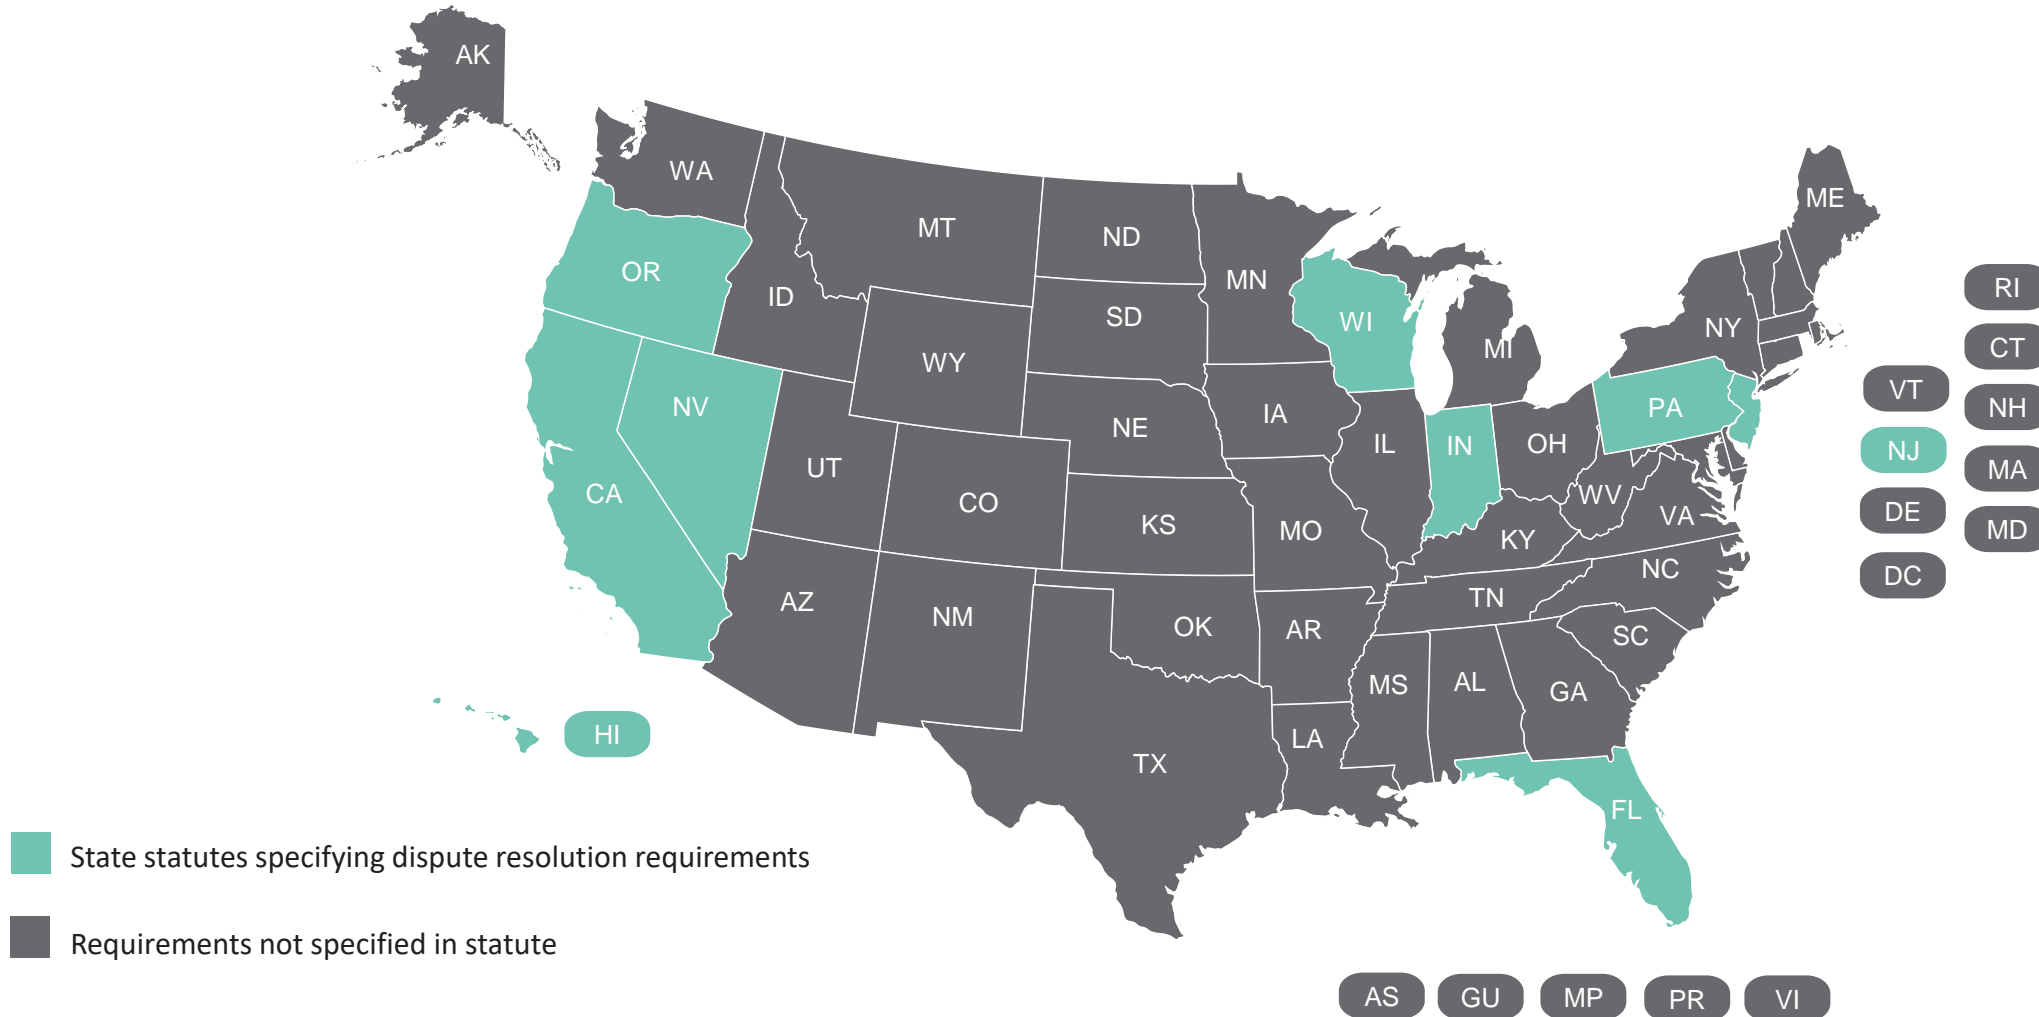 AK
WA
MT
ND
MN
ME
OR
ID
SD
WI
MI
NY
RI
WY
CT
NV
NE
IA
IL
IN
OH
PA
VT
NH
UT
CO
KS
MO
KY
WV
VA
NJ
MA
CA
DE
MD
AZ
NM
OK
AR
TN
NC
DC
SC
MS
AL
GA
HI
TX
LA
FL
State statutes specifying dispute resolution requirements
Requirements not specified in statute
AS
GU
MP
PR
VI